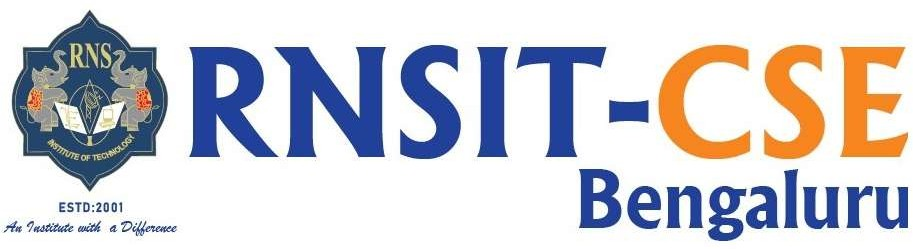 RNS
INSTITUTE OF TECHNOLOGY
ESTD:2001
An Institute with a Difference
RNSIT-CSE
Bengaluru